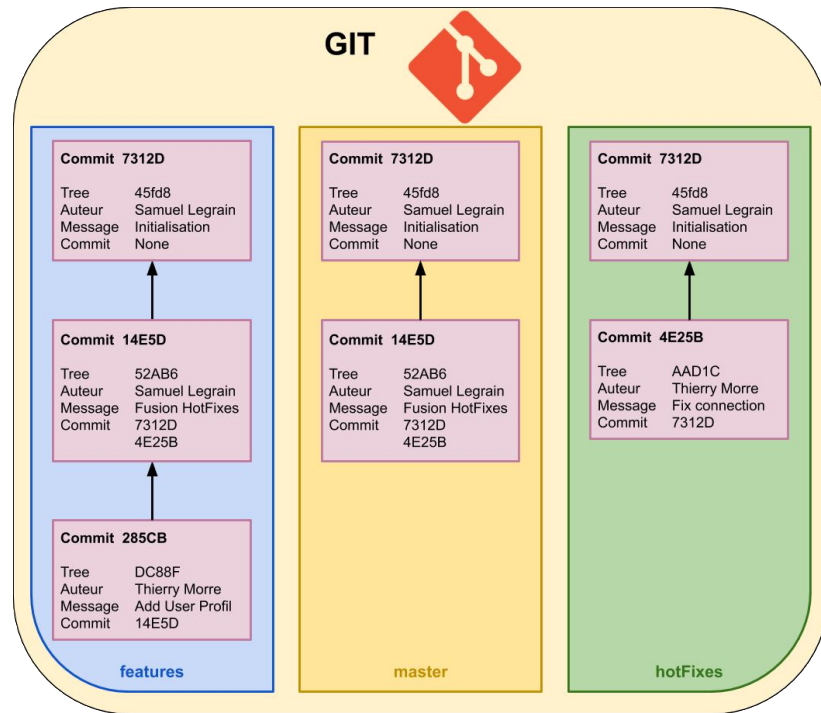 GIT
Commit 7312D
Tree 45fd8
Auteur Samuel Legrain
Message Initialisation
Commit None
Commit 14E5D
Tree 52AB6
Auteur Samuel Legrain
Message Fusion HotFixes
Commit 7312D
4E25B
Commit 285CB
Tree DC88F
Auteur Thierry Morre
Message Add User Profil
Commit 14E5D
features
Commit 7312D
Tree 45fd8
Auteur Samuel Legrain
Message Initialisation
Commit None
Commit 14E5D
Tree 52AB6
Auteur Samuel Legrain
Message Fusion HotFixes
Commit 7312D
4E25B
master
Commit 7312D
Tree 45fd8
Auteur Samuel Legrain
Message Initialisation
Commit None
Commit 4E25B
Tree AAD1C
Auteur Thierry Morre
Message Fix connection
Commit 7312D
hotFixes